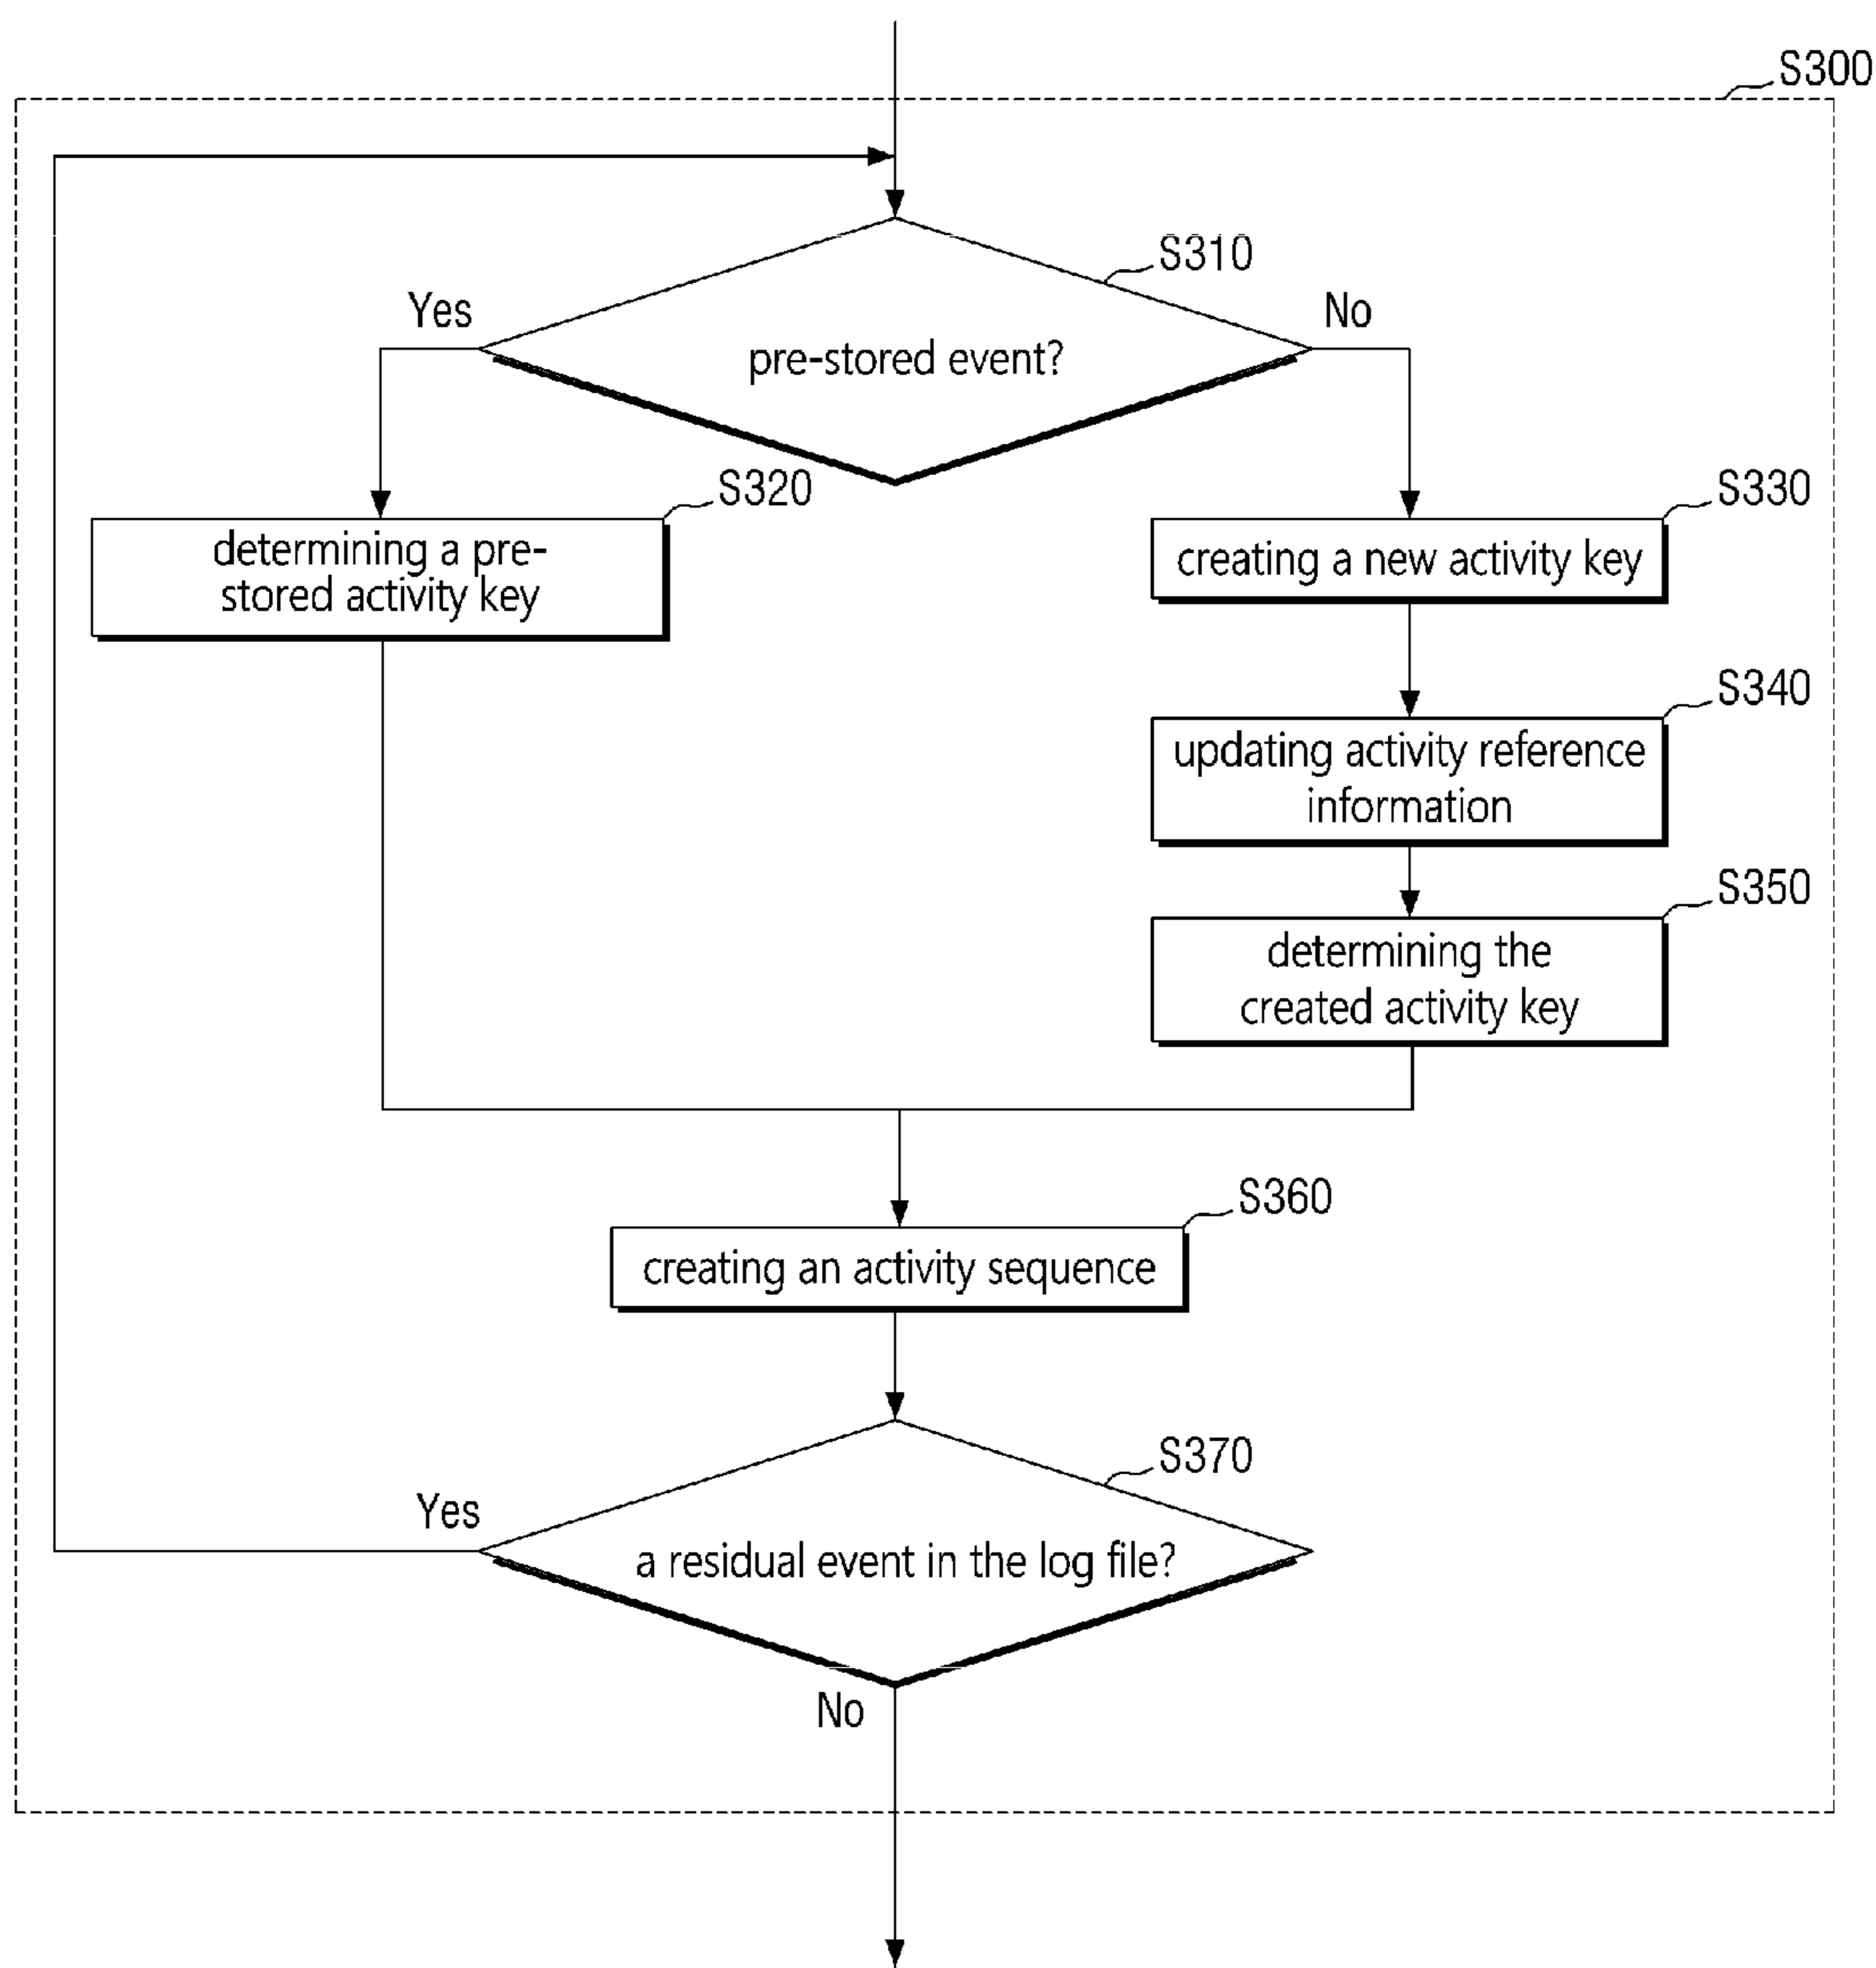 S300
S310
Yes
No
pre-stored event?
S320
S330
determining a pre-
stored activity key
creating a new activity key
S340
updating activity reference
information
S350
determining the
created activity key
S360
creating an activity sequence
S370
Yes
a residual event in the log file?
No